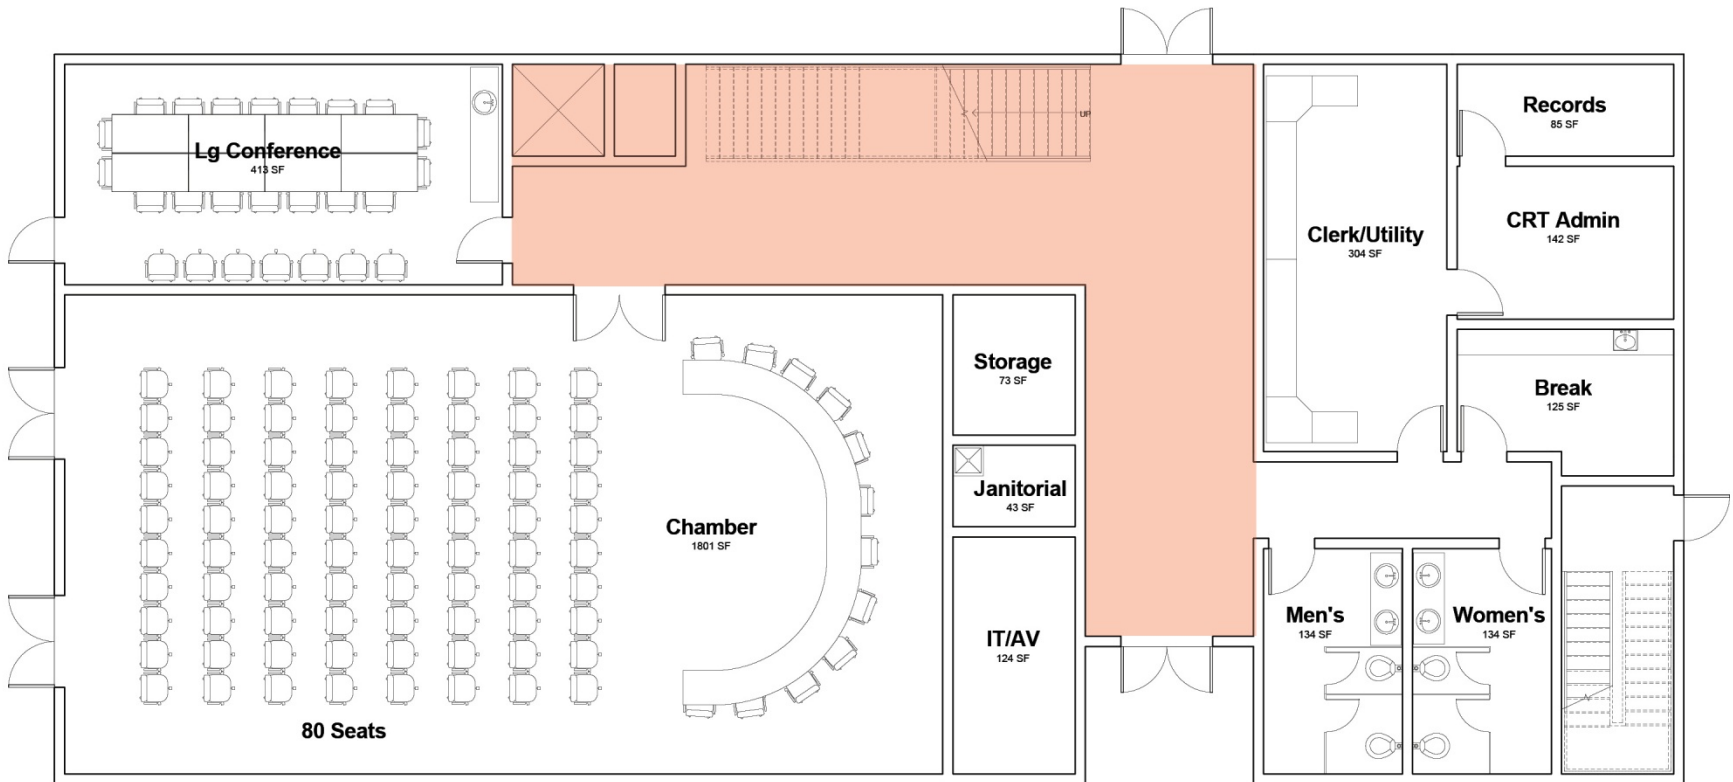 Lg Conference
413 SF
UP
Records
85 SF
CRT Admin
142 SF
Clerk/Utility
304 SF
Storage
73 SF
Break
125 SF
Janitorial
43 SF
Chamber
1801 SF
IT/AV
124 SF
Men's
134 SF
Women's
134 SF
80 Seats